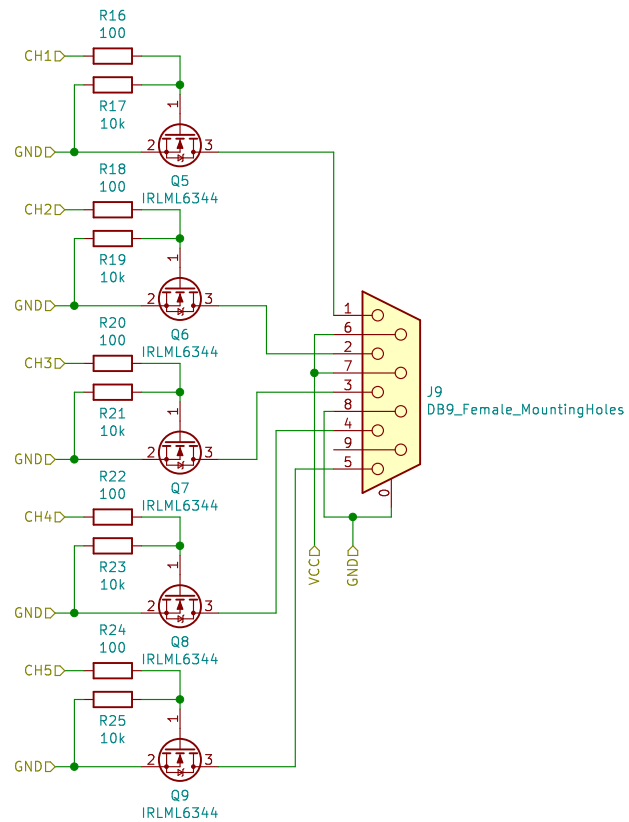 R16
100
CH1
R17
10k
1
GND
2
3
Q5
IRLML6344
R18
100
CH2
R19
10k
1
GND
2
3
Q6
IRLML6344
R20
100
CH3
R21
10k
1
GND
2
3
Q7
IRLML6344
R22
100
CH4
R23
10k
1
GND
2
3
Q8
IRLML6344
R24
100
CH5
R25
10k
1
GND
2
3
Q9
IRLML6344
1
6
2
7
3
8
4
9
5
0
J9
DB9_Female_MountingHoles
VCC
GND